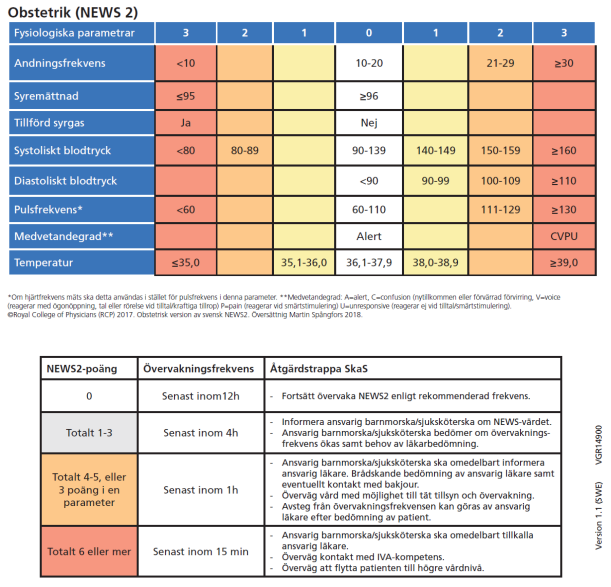 Obstetrik (NEWS 2)
Fysiologiska parametrar 3 2 1 0 1 2 3
Andningsfrekvens <10 10-20 21-29 ≥30
Syremättnad ≤95 ≥96
Tillförd syrgas Ja Nej
Systoliskt blodtryck <80 80-89 90-139 140-149 150-159 ≥160
Diastoliskt blodtryck <90 90-99 100-109 ≥110
Pulsfrekvens* <60 60-110 111-129 ≥130
Medvetandegrad** Alert CVPU
Temperatur ≤35,0 35,1-36,0 36,1-37,9 38,0-38,9 ≥39,0
*Om hjärtfrekvens mäts ska detta användas i stället för pulsfrekvens i denna parameter. **Medvetandegrad: A=alert, C=confusion (nytillkommen eller förvärrad förvirring, V=voice
(reagerar med ögonöppning, tal eller rörelse vid tilltal/kraftiga tillrop) P=pain (reagerar vid smärtstimulering) U=unresponsive (reagerar ej vid tilltal/smärtstimulering).
©Royal College of Physicians (RCP) 2017. Obstetrisk version av svensk NEWS2. Översättnig Martin Spångfors 2018.
NEWS2-poäng Övervakningsfrekvens Åtgärdstrappa SkaS
0 Senast inom12h - Fortsätt övervaka NEWS2 enligt rekommenderad frekvens.
Totalt 1-3 Senast inom 4h
- Informera ansvarig barnmorska/sjuksköterska om NEWS-värdet.
- Ansvarig barnmorska/sjuksköterska bedömer om övervaknings-
frekvens ökas samt behov av läkarbedömning.
Totalt 4-5, eller
3 poäng i en
parameter
Senast inom 1h
- Ansvarig barnmorska/sjuksköterska ska omedelbart informera
ansvarig läkare. Brådskande bedömning av ansvarig läkare samt
eventuellt kontakt med bakjour.
- Överväg vård med möjlighet till tät tillsyn och övervakning.
- Avsteg från övervakningsfrekvensen kan göras av ansvarig
läkare efter bedömning av patient.
Totalt 6 eller mer Senast inom 15 min
- Ansvarig barnmorska/sjuksköterska ska omedelbart tillkalla
ansvarig läkare.
- Överväg kontakt med IVA-kompetens.
- Överväg att flytta patienten till högre vårdnivå.
Version 1.1 (SWE) VGR14900